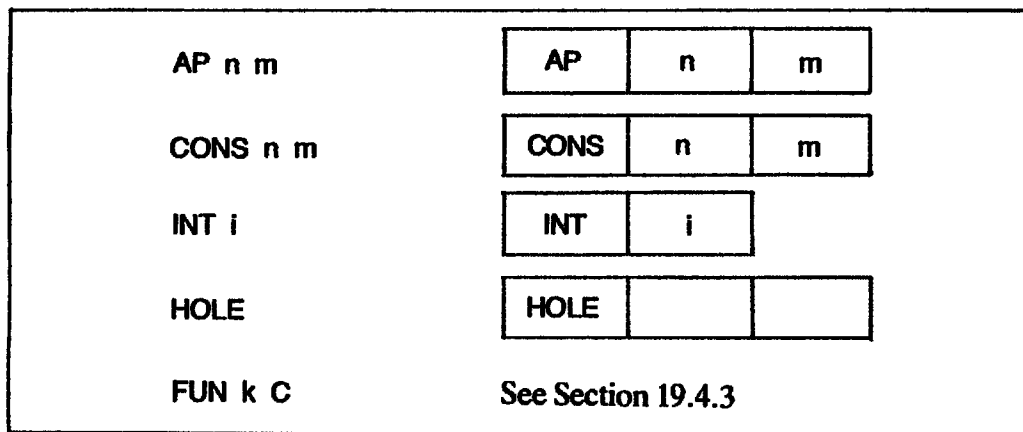 AP n m AP n m
CONS n m CONS n m
INT i INT i
HOLE HOLE
FUN k C See Section 19.4.3